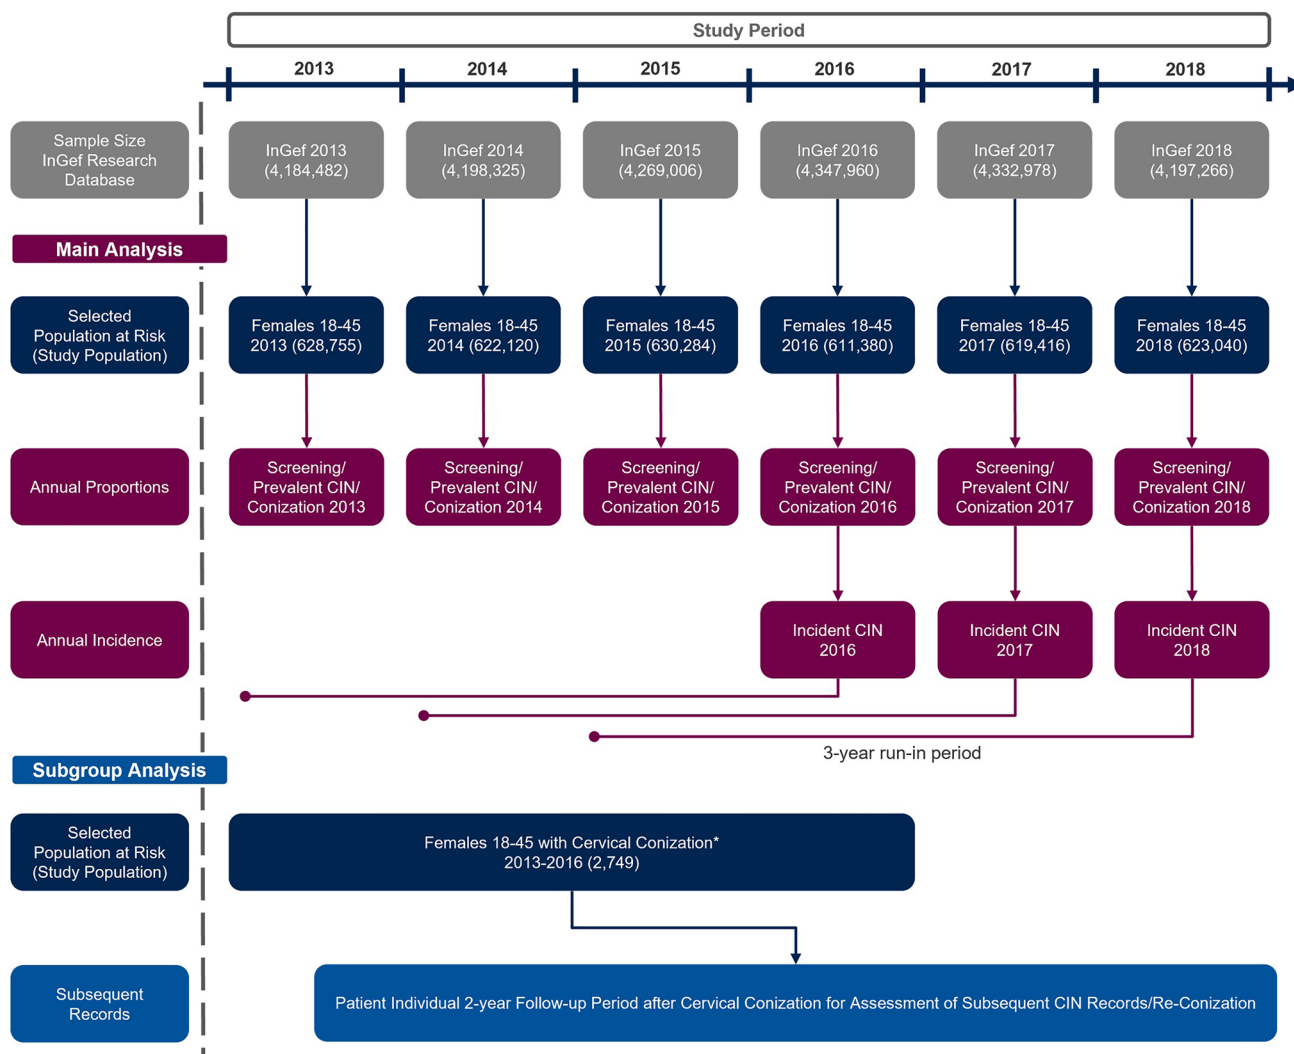 Study Period
2013
2014
2015
2016
2017
2018
Sample Size
InGef Research
Database
InGef 2013
(4,184,482)
InGef 2014
(4,198,325)
InGef 2015
(4,269,006)
InGef 2016
(4,347,960)
InGef 2017
(4,332,978)
InGef 2018
(4,197,266)
Main Analysis
Selected
Population at Risk
(Study Population)
Females 18-45
2013 (628,755)
Females 18-45
2014 (622,120)
Females 18-45
2015 (630,284)
Females 18-45
2016 (611,380)
Females 18-45
2017 (619,416)
Females 18-45
2018 (623,040)
Annual Proportions
Screening/
Prevalent CIN/
Conization 2013
Screening/
Prevalent CIN/
Conization 2014
Screening/
Prevalent CIN/
Conization 2015
Screening/
Prevalent CIN/
Conization 2016
Screening/
Prevalent CIN/
Conization 2017
Screening/
Prevalent CIN/
Conization 2018
Annual Incidence
Incident CIN
2016
Incident CIN
2017
Incident CIN
2018
3-year run-in period
Subgroup Analysis
Selected
Population at Risk
(Study Population)
Females 18-45 with Cervical Conization*
2013-2016 (2,749)
Subsequent
Records
Patient Individual 2-year Follow-up Period after Cervical Conization for Assessment of Subsequent CIN Records/Re-Conization